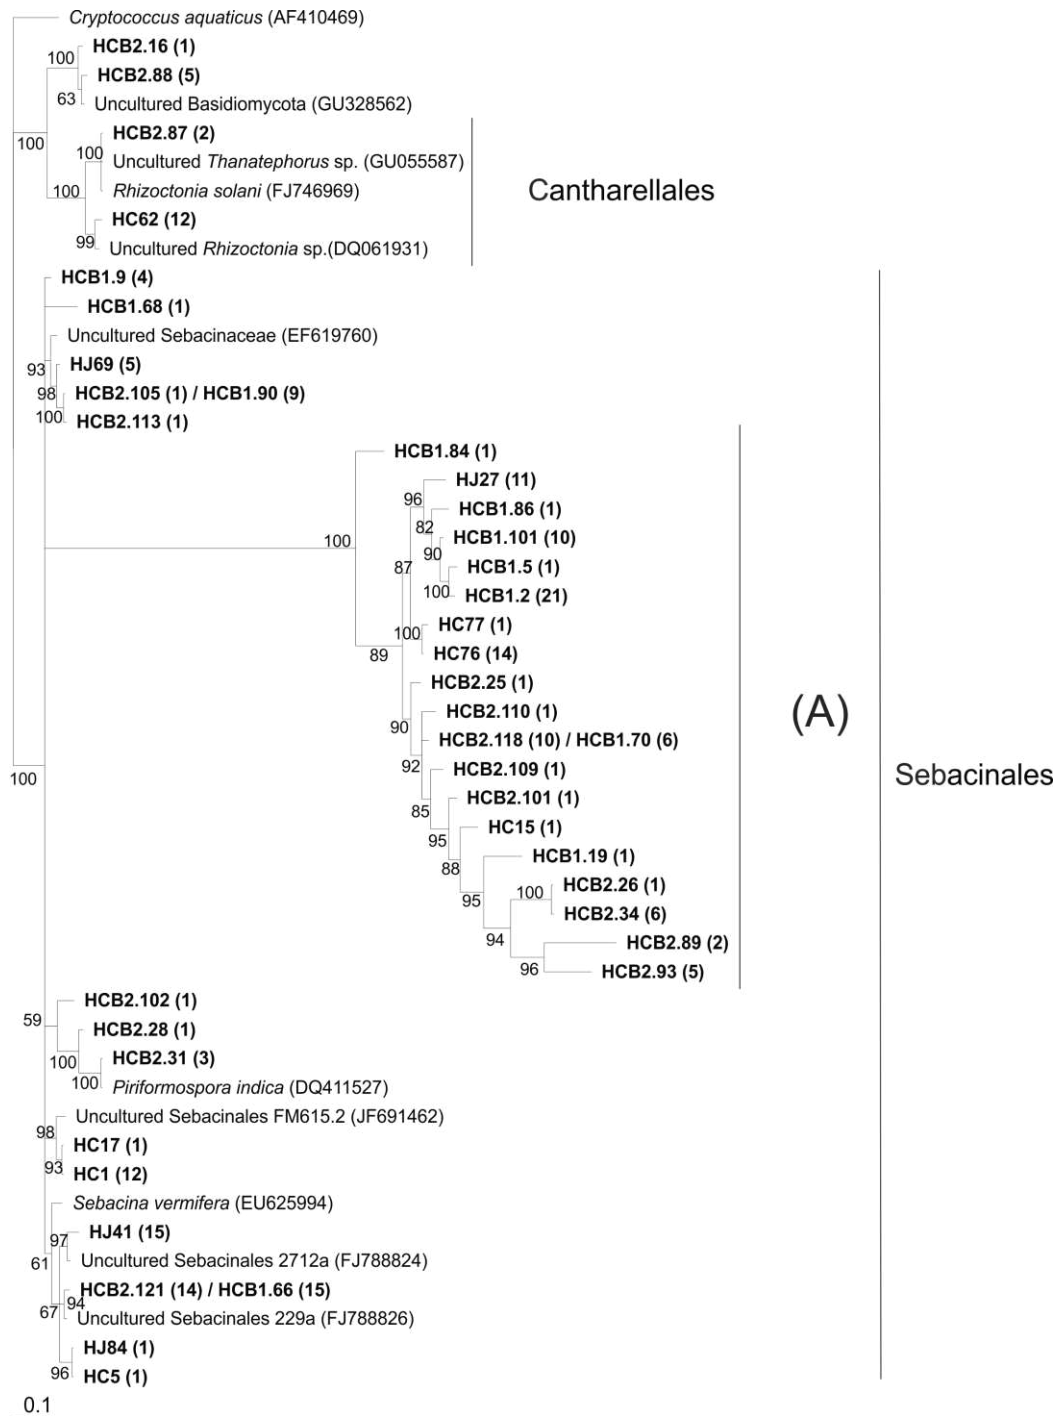 Cryptococcus aquaticus (AF410469)
100
HCB2.16 (1)
HCB2.88 (5)
63
Uncultured Basidiomycota (GU328562)
100
HCB2.87 (2)
100
Uncultured Thanatephorus sp. (GU055587)
100
Rhizoctonia solani (FJ746969)
Cantharellales
HC62 (12)
99
Uncultured Rhizoctonia sp.(DQ061931)
HCB1.9 (4)
HCB1.68 (1)
Uncultured Sebacinaceae (EF619760)
93
HJ69 (5)
98
HCB2.105 (1) / HCB1.90 (9)
100
HCB2.113 (1)
HCB1.84 (1)
HJ27 (11)
96
HCB1.86 (1)
82
HCB1.101 (10)
100
90
87
HCB1.5 (1)
100
HCB1.2 (21)
HC77 (1)
100
89
HC76 (14)
HCB2.25 (1)
90
HCB2.110 (1)
(A)
HCB2.118 (10) / HCB1.70 (6)
92
HCB2.109 (1)
100
Sebacinales
HCB2.101 (1)
85
HC15 (1)
95
HCB1.19 (1)
88
HCB2.26 (1)
100
95
HCB2.34 (6)
94
HCB2.89 (2)
96
HCB2.93 (5)
HCB2.102 (1)
59
HCB2.28 (1)
100
HCB2.31 (3)
100
Piriformospora indica (DQ411527)
Uncultured Sebacinales FM615.2 (JF691462)
98
HC17 (1)
93
HC1 (12)
Sebacina vermifera (EU625994)
HJ41 (15)
97
61
Uncultured Sebacinales 2712a (FJ788824)
HCB2.121 (14) / HCB1.66 (15)
94
67
Uncultured Sebacinales 229a (FJ788826)
HJ84 (1)
96
HC5 (1)
0.1